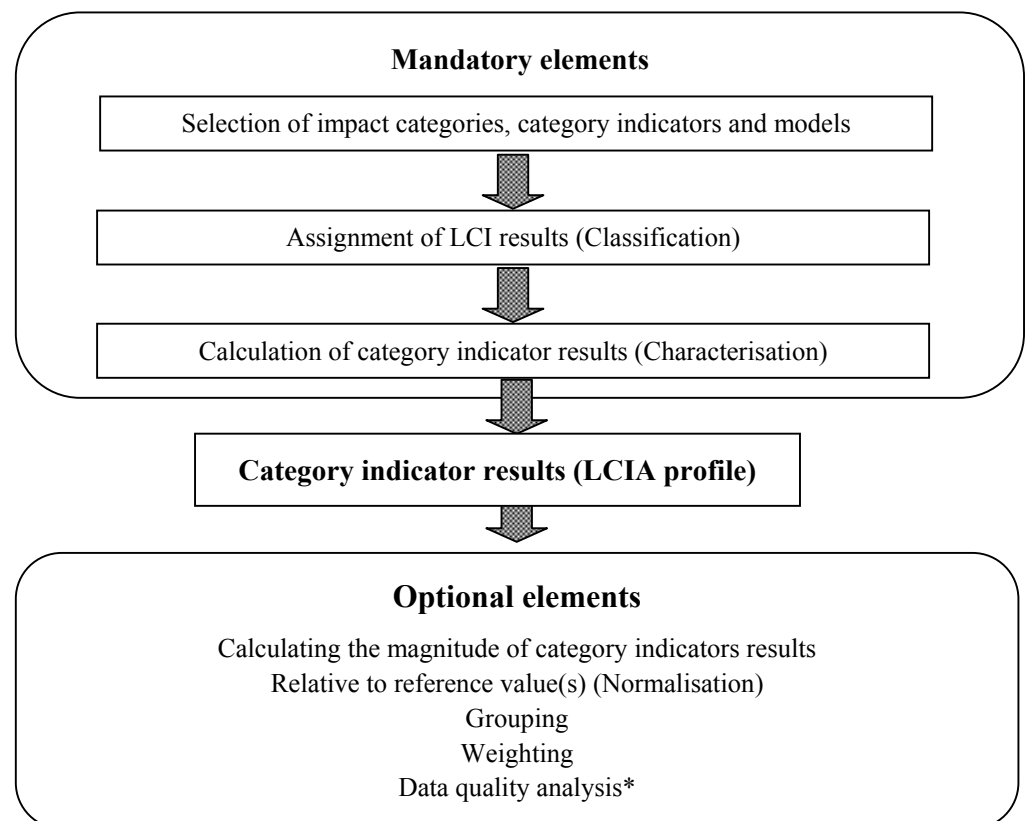 Mandatory elements
Selection of impact categories, category indicators and models
Assignment of LCI results (Classification)
Calculation of category indicator results (Characterisation)
Category indicator results (LCIA profile)
Optional elements
Calculating the magnitude of category indicators results
Relative to reference value(s) (Normalisation)
Grouping
Weighting
Data quality analysis*